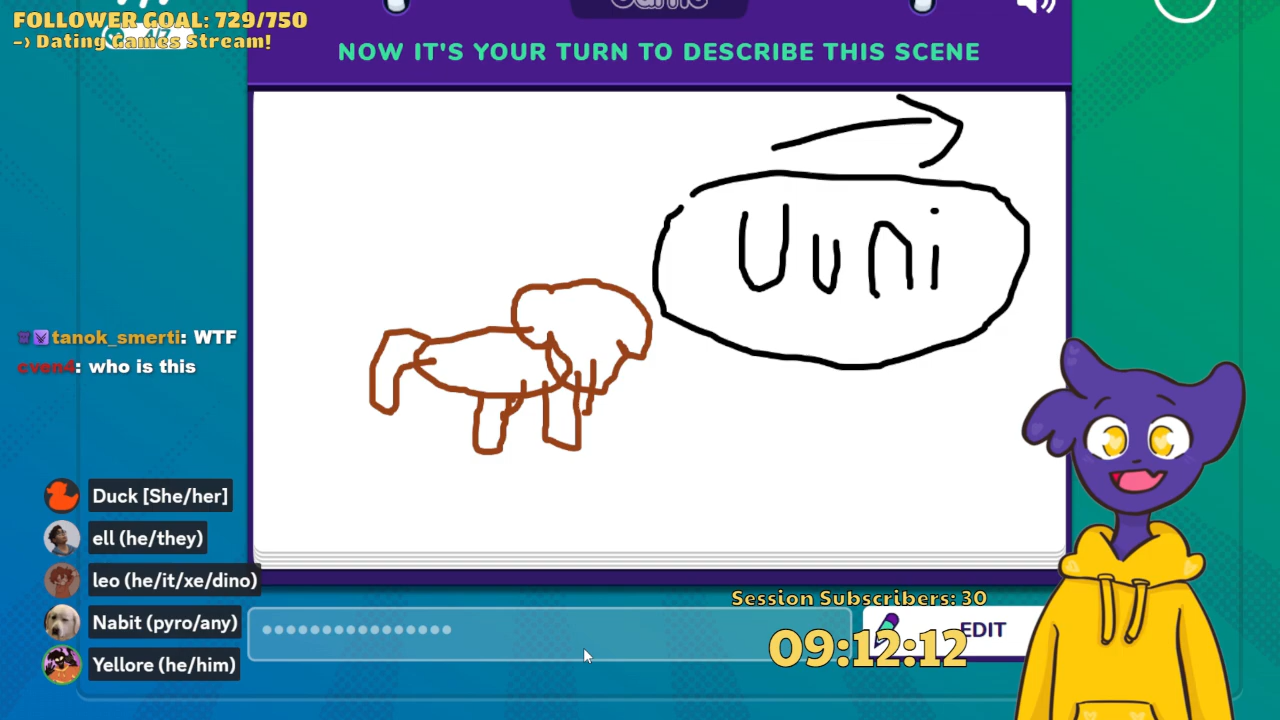 FOLLOWER GOAL: 729/750
-> Dating Games Stream!
4/7
NOW IT'S YOUR TURN TO DESCRIBE THIS SCENE
Uuni
tanok_smerti: WTF
cven4: who is this
Duck [She/her]
ell (he/they)
leo (he/it/xe/dino)
Nabit (pyro/any)
Yellore (he/him)
Session Subscribers: 30
EDIT
09:12:12